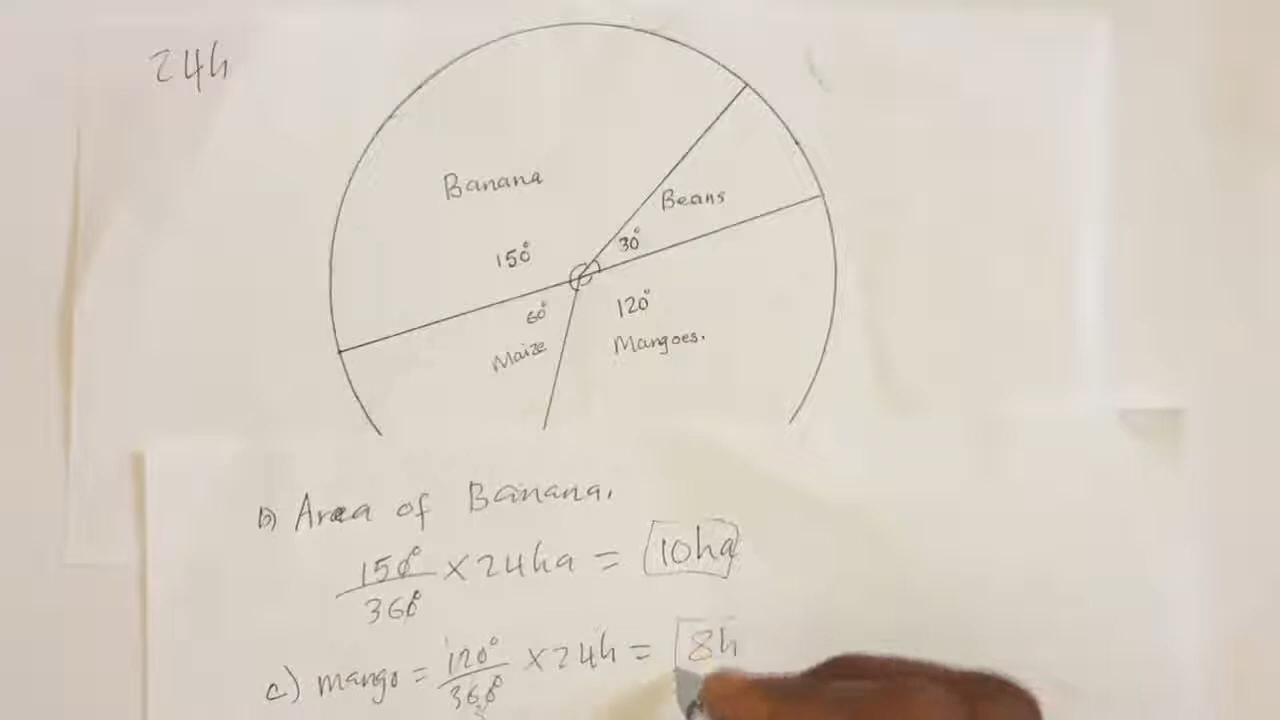 24h
Banana
Beans
150°
30°
60°
120°
Maize
Mangoes.
b) Area of Banana.
150°/360° × 24ha = 10ha
c) mango = 120°/360° × 24h = 8h